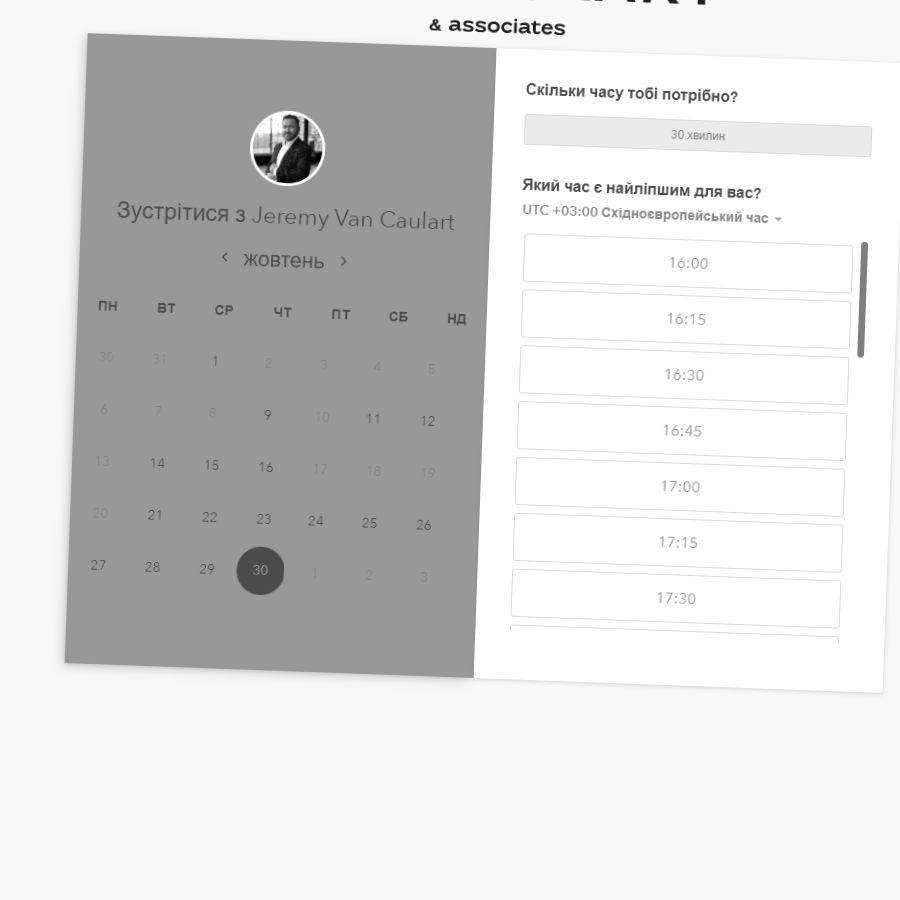 & associates
Зустрітися з Jeremy Van Caulart
жовтень
ПН ВТ СР ЧТ ПТ СБ НД
30 31 1 2 3 4 5
6 7 8 9 10 11 12
13 14 15 16 17 18 19
20 21 22 23 24 25 26
27 28 29 30 1 2 3
Скільки часу тобі потрібно?
30 хвилин
Який час є найліпшим для вас?
UTC +03:00 Східноєвропейський час
16:00
16:15
16:30
16:45
17:00
17:15
17:30